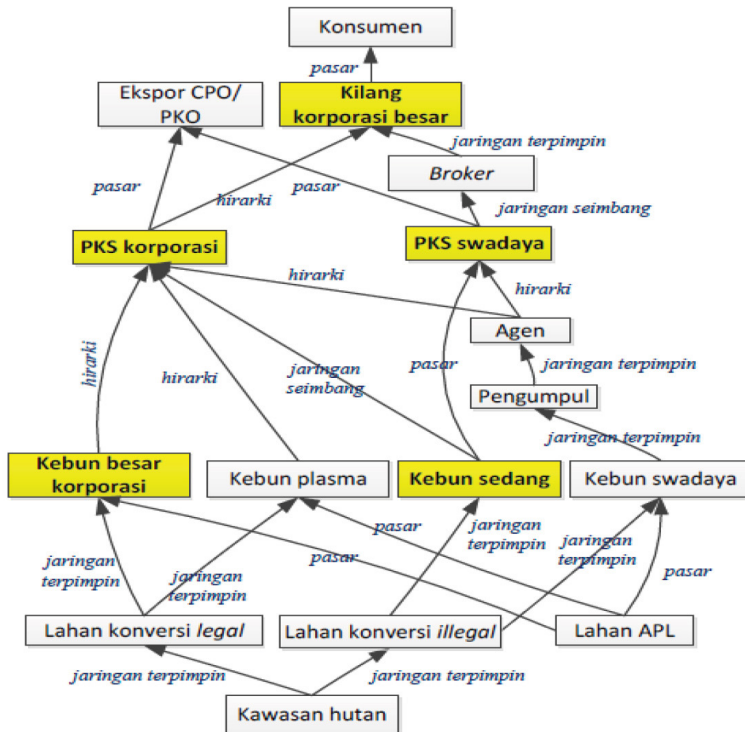 Konsumen
pasar
Ekspor CPO/
PKO
Kilang
korporasi besar
jaringan terpimpin
Broker
pasar
hirarki
pasar
jaringan seimbang
PKS korporasi
PKS swadaya
hirarki
hirarki
Agen
hirarki
hirarki
jaringan
seimbang
pasar
jaringan terpimpin
Pengumpul
jaringan terpimpin
Kebun besar
korporasi
Kebun plasma
Kebun sedang
Kebun swadaya
jaringan
terpimpin
jaringan
terpimpin
pasar
pasar
jaringan
terpimpin
jaringan
terpimpin
pasar
Lahan konversi legal
Lahan konversi illegal
Lahan APL
jaringan terpimpin
jaringan terpimpin
Kawasan hutan